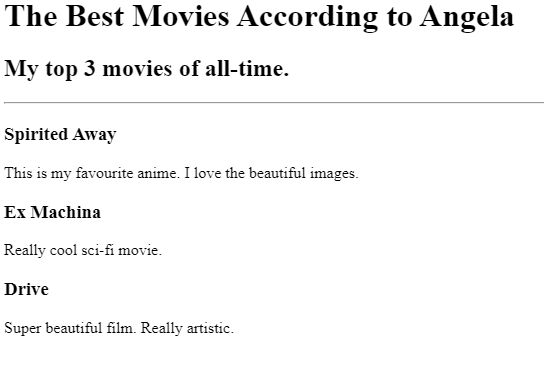 The Best Movies According to Angela
My top 3 movies of all-time.
Spirited Away
This is my favourite anime. I love the beautiful images.
Ex Machina
Really cool sci-fi movie.
Drive
Super beautiful film. Really artistic.